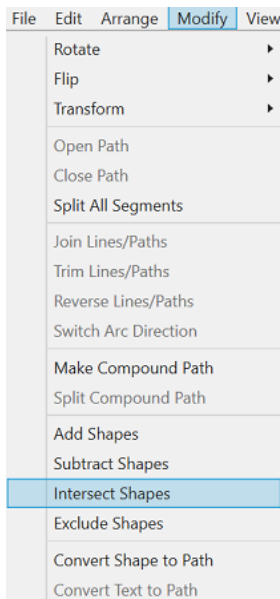 File Edit Arrange Modify View
Rotate
Flip
Transform
Open Path
Close Path
Split All Segments
Join Lines/Paths
Trim Lines/Paths
Reverse Lines/Paths
Switch Arc Direction
Make Compound Path
Split Compound Path
Add Shapes
Subtract Shapes
Intersect Shapes
Exclude Shapes
Convert Shape to Path
Convert Text to Path